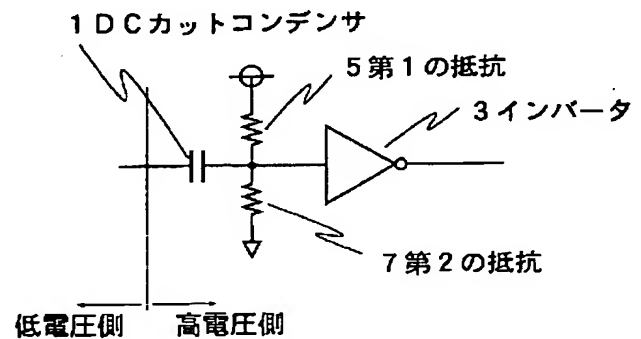 1DCカットコンデンサ
5第1の抵抗
3インバータ
7第2の抵抗
低電圧側
高電圧側